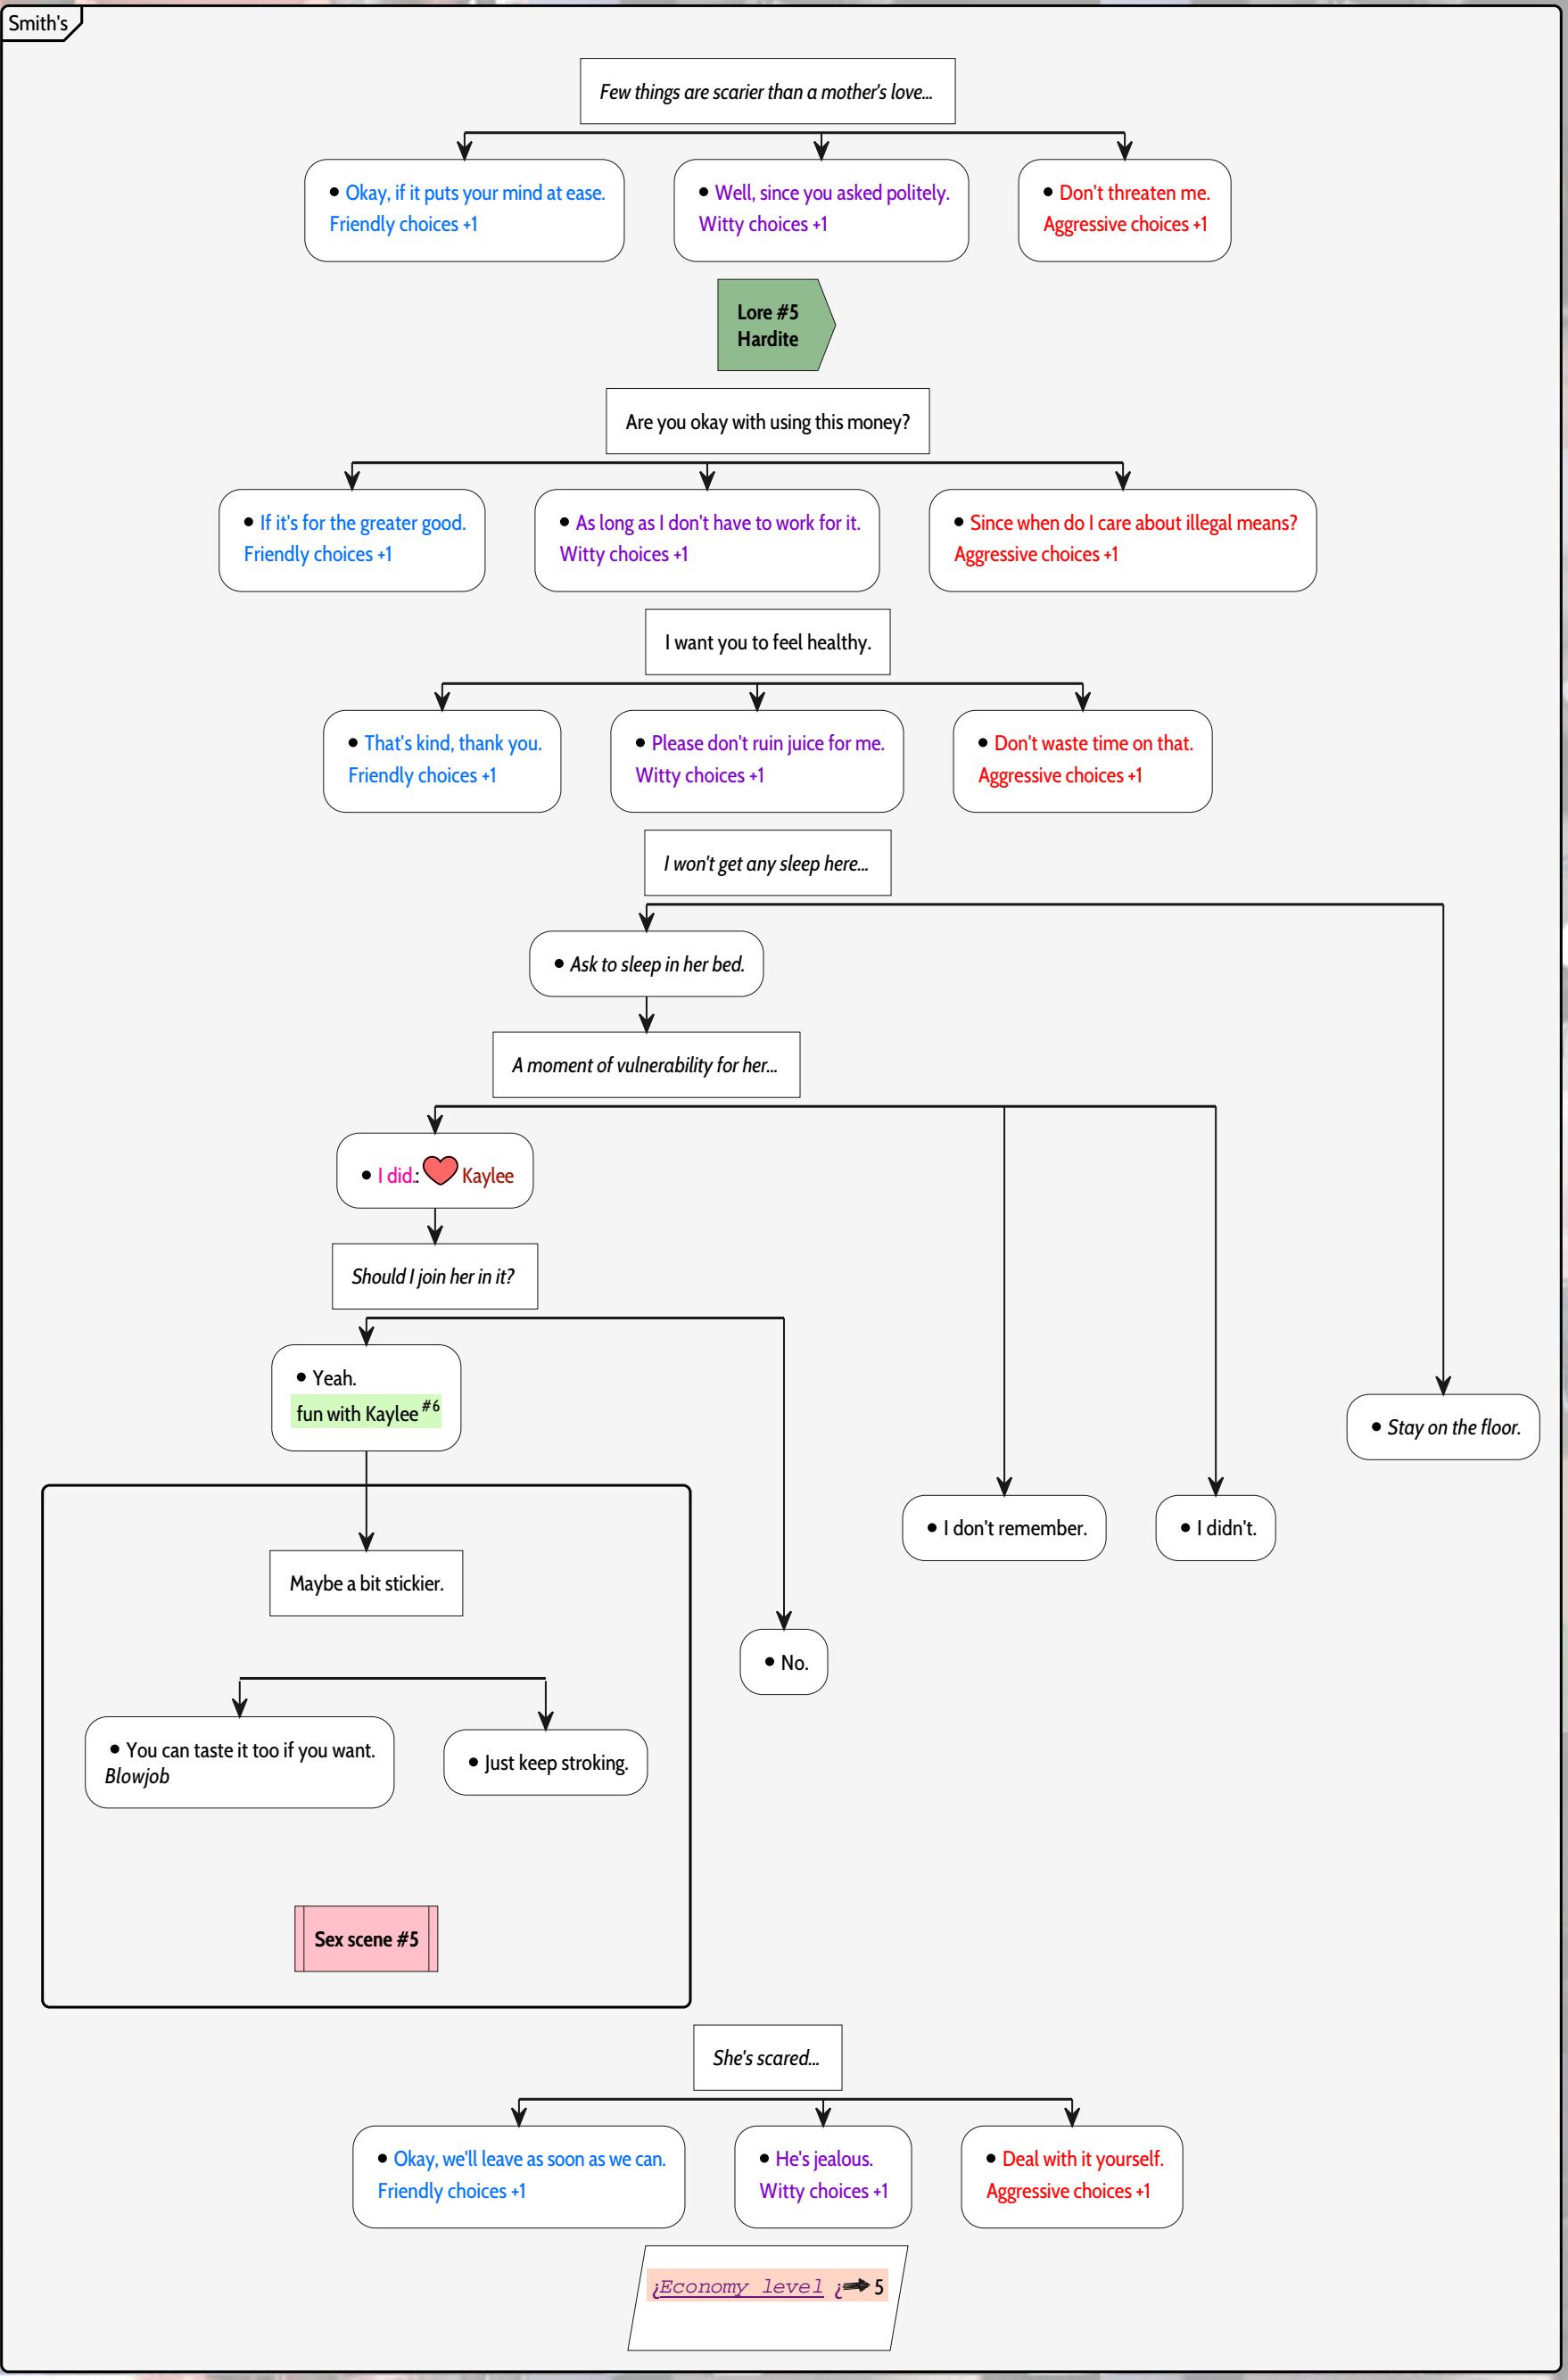 Smith's
Few things are scarier than a mother's love...
• Okay, if it puts your mind at ease.
Friendly choices +1
• Well, since you asked politely.
Witty choices +1
• Don't threaten me.
Aggressive choices +1
Lore #5
Hardite
Are you okay with using this money?
• If it's for the greater good.
Friendly choices +1
• As long as I don't have to work for it.
Witty choices +1
• Since when do I care about illegal means?
Aggressive choices +1
I want you to feel healthy.
• That's kind, thank you.
Friendly choices +1
• Please don't ruin juice for me.
Witty choices +1
• Don't waste time on that.
Aggressive choices +1
I won't get any sleep here...
• Ask to sleep in her bed.
A moment of vulnerability for her...
• I did.: Kaylee
Should I join her in it?
• Yeah.
fun with Kaylee #6
• Stay on the floor.
• I don't remember.
• I didn't.
Maybe a bit stickier.
• No.
• You can taste it too if you want.
Blowjob
• Just keep stroking.
Sex scene #5
She's scared...
• Okay, we'll leave as soon as we can.
Friendly choices +1
• He's jealous.
Witty choices +1
• Deal with it yourself.
Aggressive choices +1
¿Economy level ¿➡ 5